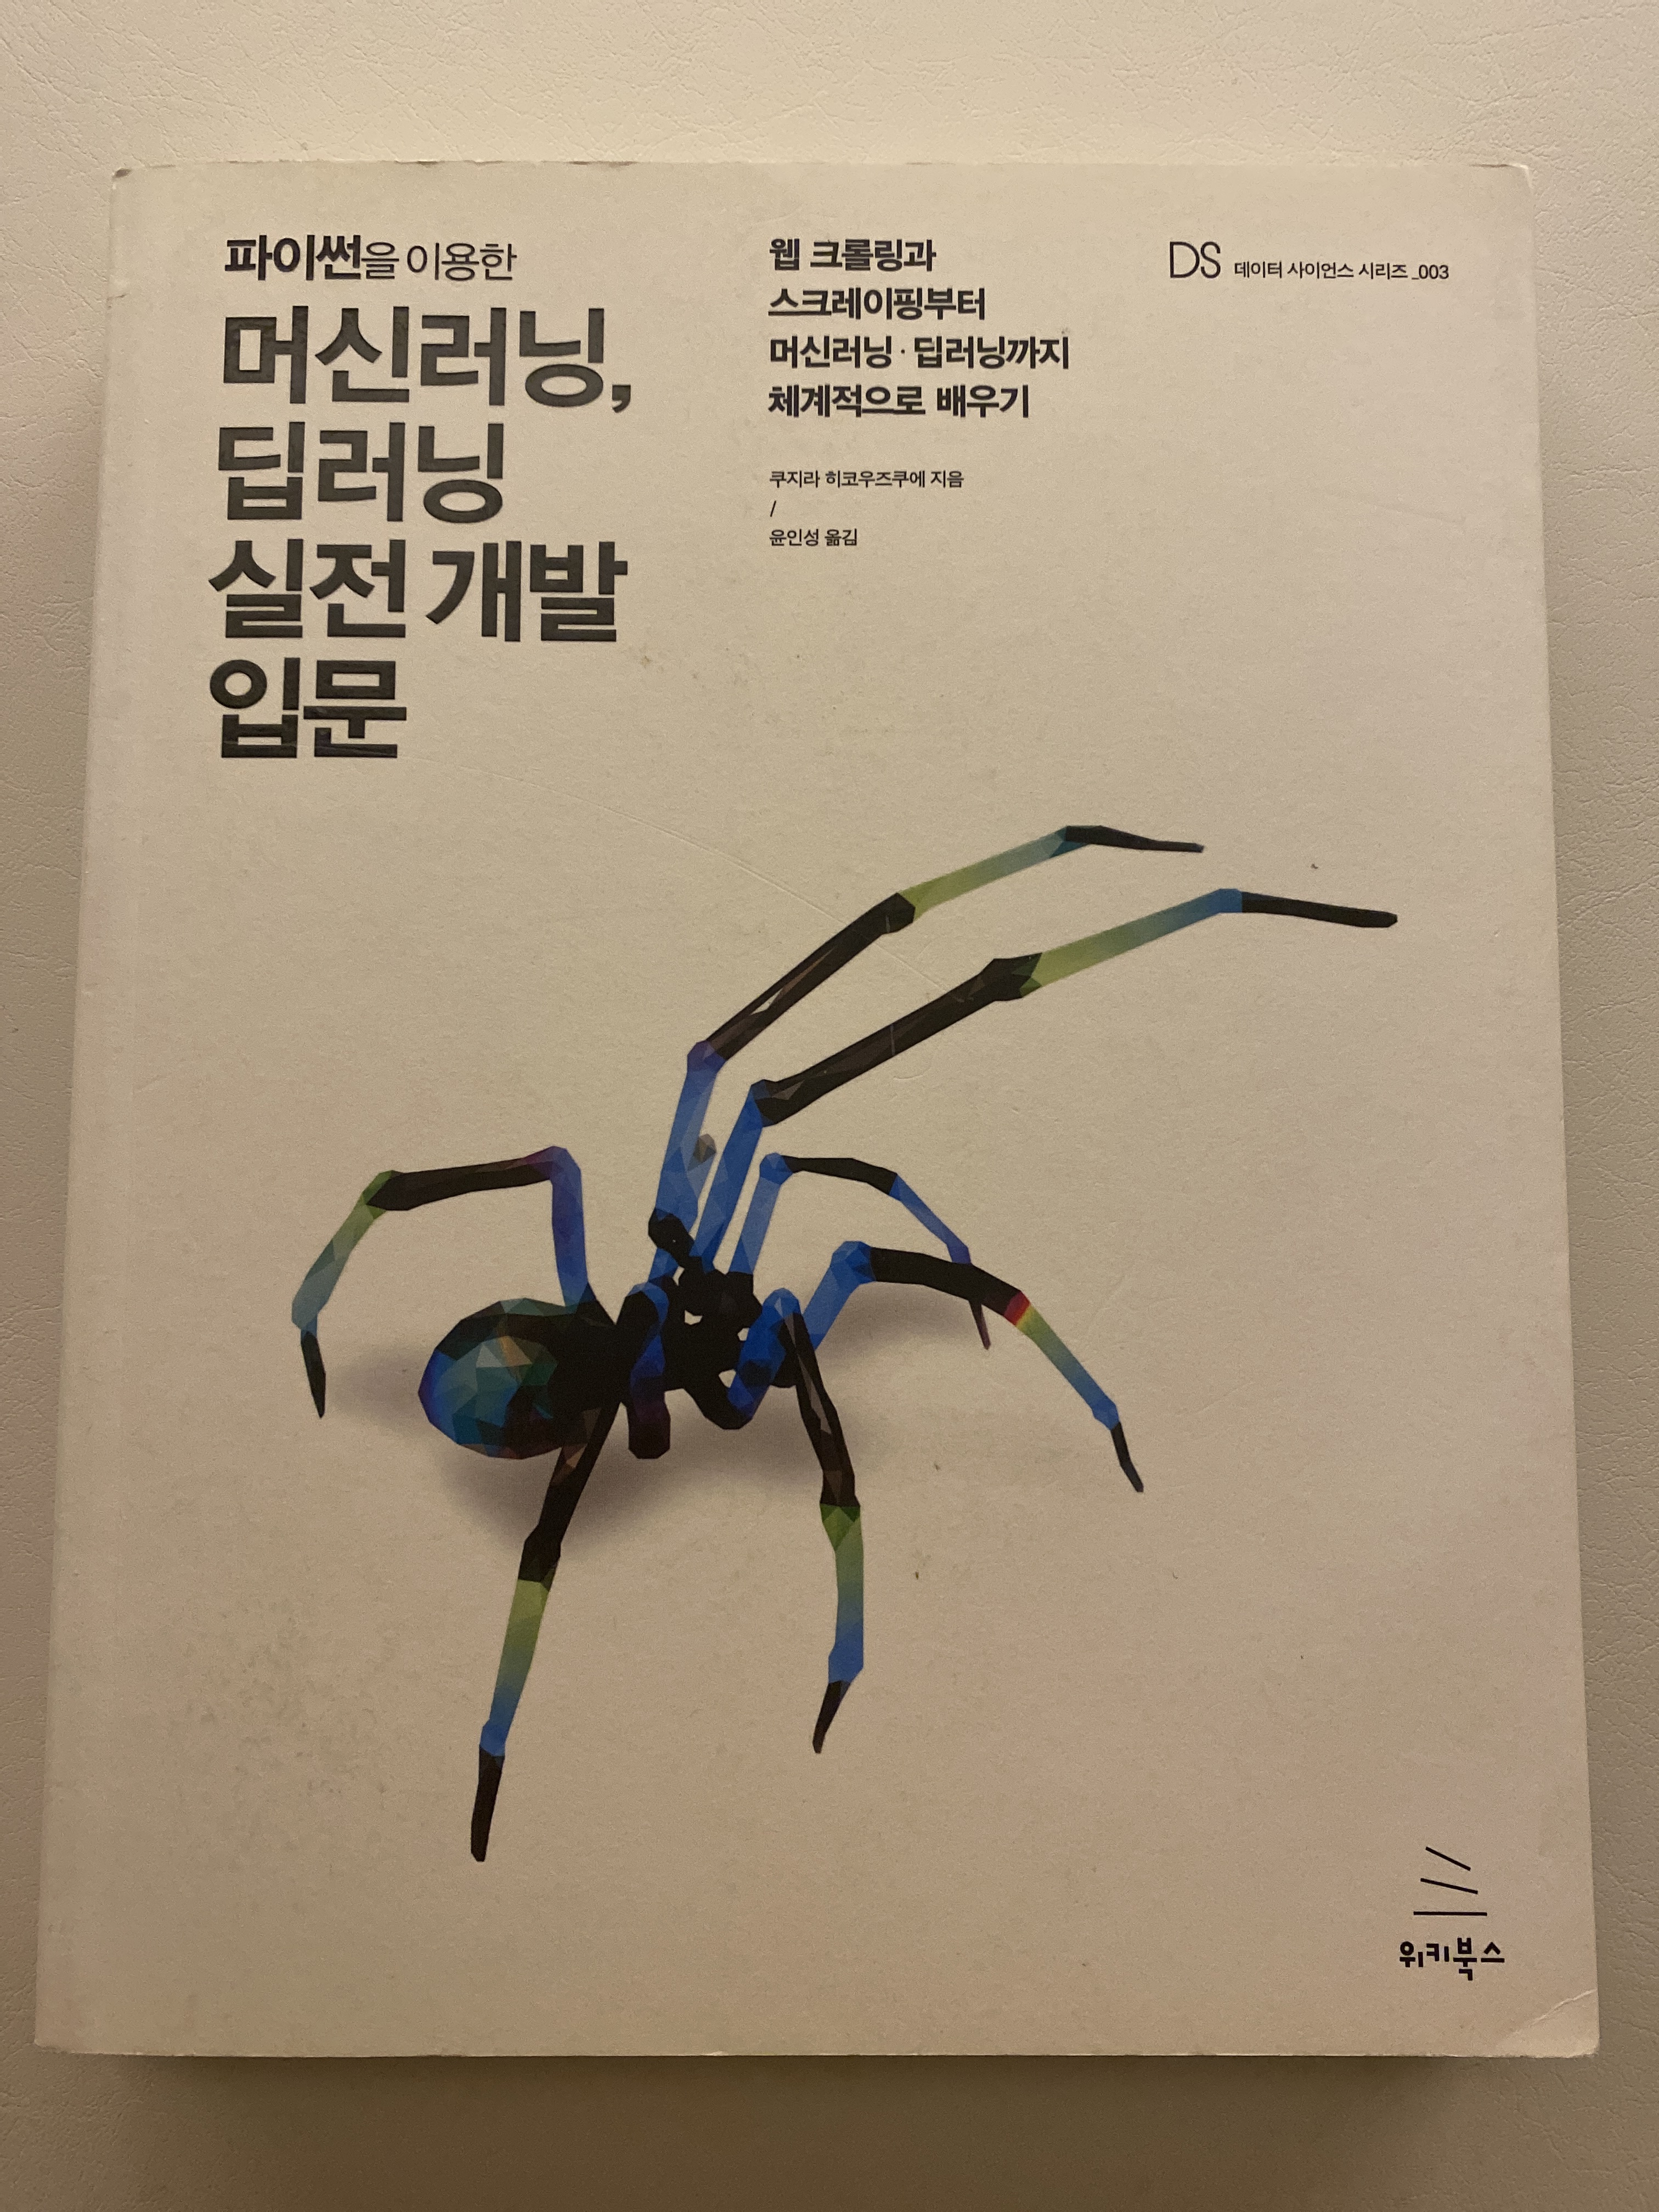 파이썬을 이용한
머신러닝,
딥러닝
실전 개발
입문
웹 크롤링과
스크레이핑부터
머신러닝·딥러닝까지
체계적으로 배우기
쿠지라 히코우즈쿠에 지음
/
윤인성 옮김
DS 데이터 사이언스 시리즈_003
위키북스